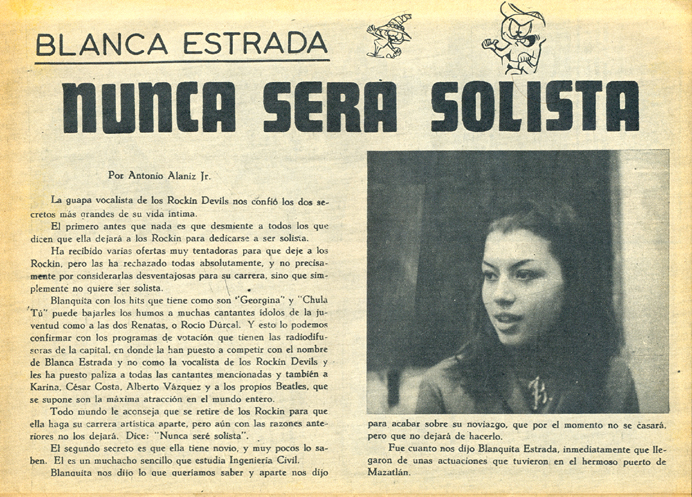 BLANCA ESTRADA
NUNCA SERA SOLISTA
Por Antonio Alaniz Jr.
La guapa vocalista de los Rockin Devils nos confió los dos se-
cretos más grandes de su vida íntima.
El primero antes que nada es que desmiente a todos los que
dicen que ella dejará a los Rockin para dedicarse a ser solista.
Ha recibido varias ofertas muy tentadoras para que deje a los
Rockin, pero las ha rechazado todas absolutamente, y no precisa-
mente por considerarlas desventajosas para su carrera, sino que sim-
plemente no quiere ser solista.
Blanquita con los hits que tiene como son "Georgina" y "Chula
Tú" puede bajarles los humos a muchas cantantes ídolos de la ju-
ventud como a las dos Renatas, o Rocío Dúrcal. Y esto lo podemos
confirmar con los programas de votación que tienen las radiodifu-
soras de la capital, en donde la han puesto a competir con el nombre
de Blanca Estrada y no como la vocalista de los Rockin Devils y
les ha puesto paliza a todas las cantantes mencionadas y también a
Karina, César Costa, Alberto Vázquez y a los propios Beatles, que
se supone son la máxima atracción en el mundo entero.
Todo mundo le aconseja que se retire de los Rockin para que
ella haga su carrera artística aparte, pero aún con las razones ante-
riores no los dejará. Dice: "Nunca seré solista".
El segundo secreto es que ella tiene novio, y muy pocos lo sa-
ben. El es un muchacho sencillo que estudia Ingeniería Civil.
Blanquita nos dijo lo que queríamos saber y aparte nos dijo
para acabar sobre su noviazgo, que por el momento no se casará,
pero que no dejará de hacerlo.
Fue cuanto nos dijo Blanquita Estrada, inmediatamente que lle-
garon de unas actuaciones que tuvieron en el hermoso puerto de
Mazatlán.